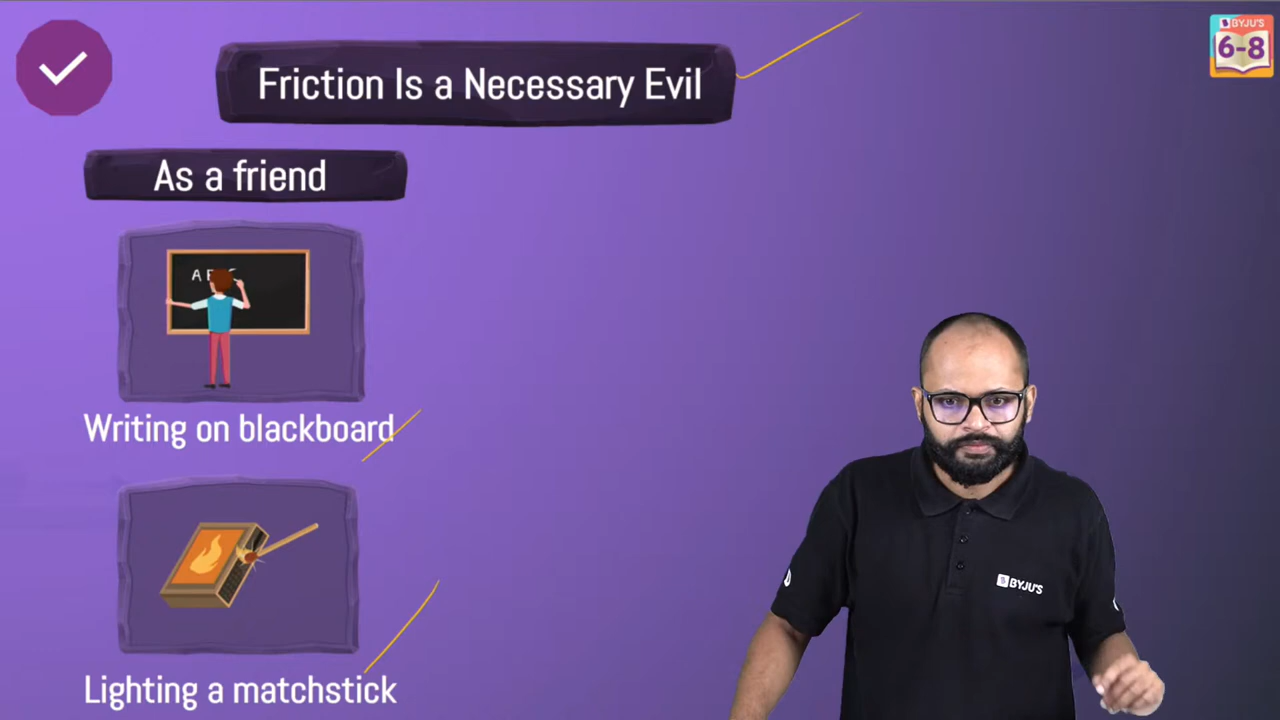 Friction Is a Necessary Evil
BYJU'S
6-8
As a friend
A B C
Writing on blackboard
Lighting a matchstick
BYJU'S